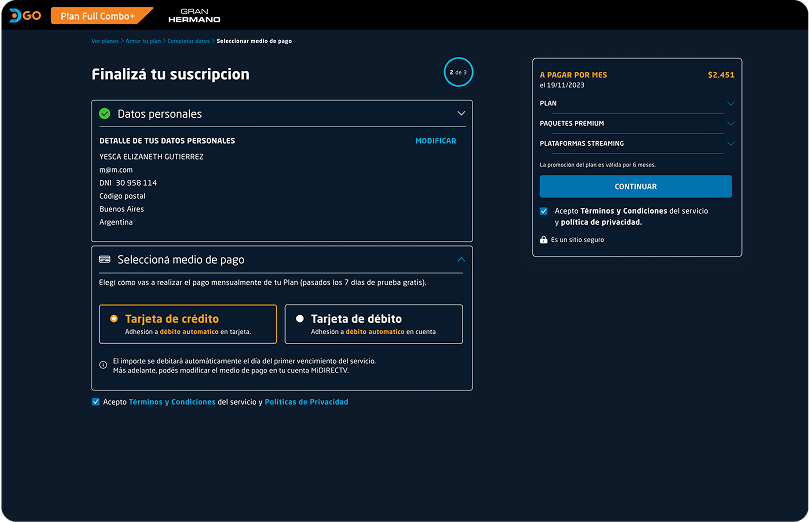 DGO
Plan Full Combo+
GRAN
HERMANO
Ver planes > Armar tu plan > Completar datos > Seleccionar medio de pago
Finalizá tu suscripcion
2 de 3
Datos personales
DETALLE DE TUS DATOS PERSONALES
MODIFICAR
YESCA ELIZANETH GUTIERREZ
m@m.com
DNI 30 958 114
Código postal
Buenos Aires
Argentina
Seleccioná medio de pago
Elegí cómo vas a realizar el pago mensualmente de tu Plan (pasados los 7 días de prueba gratis).
Tarjeta de crédito
Adhesión a débito automatico en tarjeta.
Tarjeta de débito
Adhesión a débito automatico en cuenta
El importe se debitará automáticamente el día del primer vencimiento del servicio.
Más adelante, podés modificar el medio de pago en tu cuenta MiDIRECTV.
Acepto Términos y Condiciones del servicio y Políticas de Privacidad
A PAGAR POR MES
$2.451
el 19/11/2023
PLAN
PAQUETES PREMIUM
PLATAFORMAS STREAMING
La promoción del plan es válida por 6 meses.
CONTINUAR
Acepto Términos y Condiciones del servicio
y política de privacidad.
Es un sitio seguro